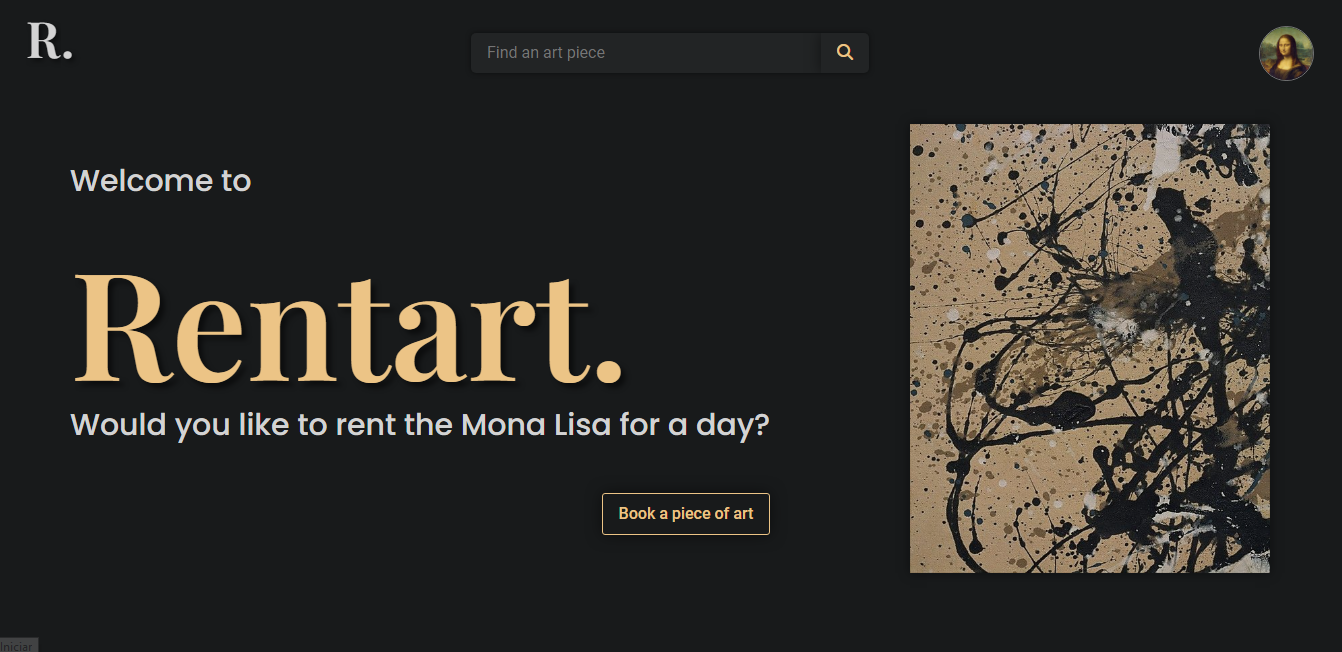 R.
Find an art piece
Welcome to
Rentart.
Would you like to rent the Mona Lisa for a day?
Book a piece of art
Iniciar